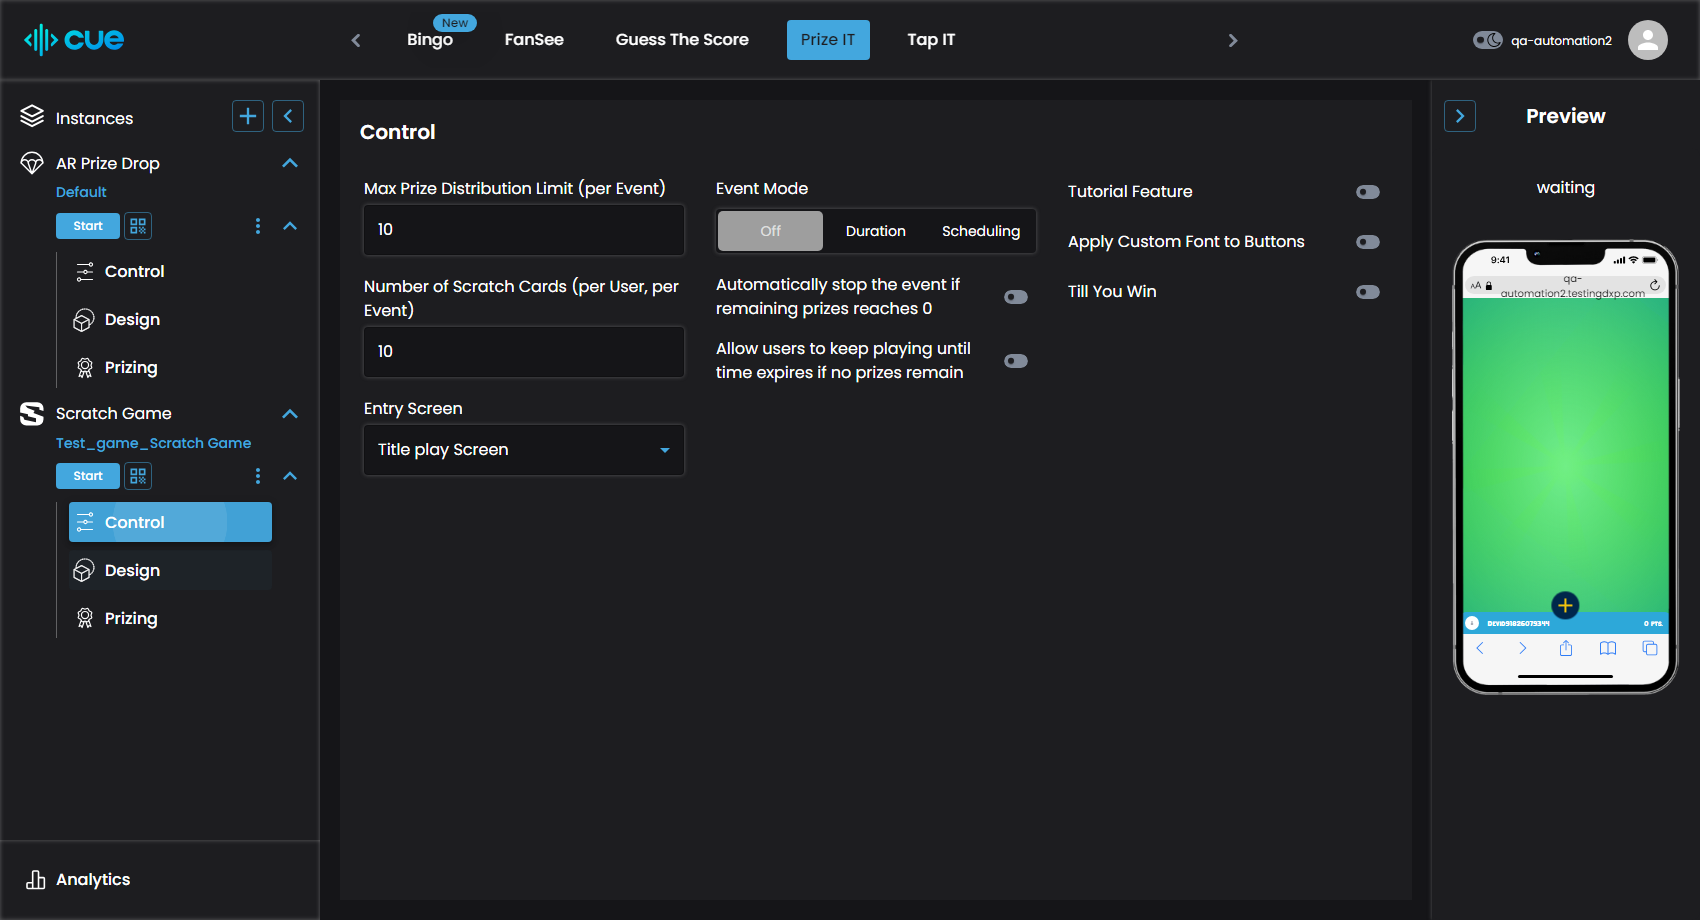 cue
New
Bingo
FanSee
Guess The Score
Prize IT
Tap IT
qa-automation2
Instances
AR Prize Drop
Default
Start
Control
Design
Prizing
Scratch Game
Test_game_Scratch Game
Start
Control
Design
Prizing
Analytics
Control
Max Prize Distribution Limit (per Event)
10
Number of Scratch Cards (per User, per
Event)
10
Entry Screen
Title play Screen
Event Mode
Off
Duration
Scheduling
Automatically stop the event if
remaining prizes reaches 0
Allow users to keep playing until
time expires if no prizes remain
Tutorial Feature
Apply Custom Font to Buttons
Till You Win
Preview
waiting
9:41
AA
qa-
automation2.testingdxp.com
0 PTS.